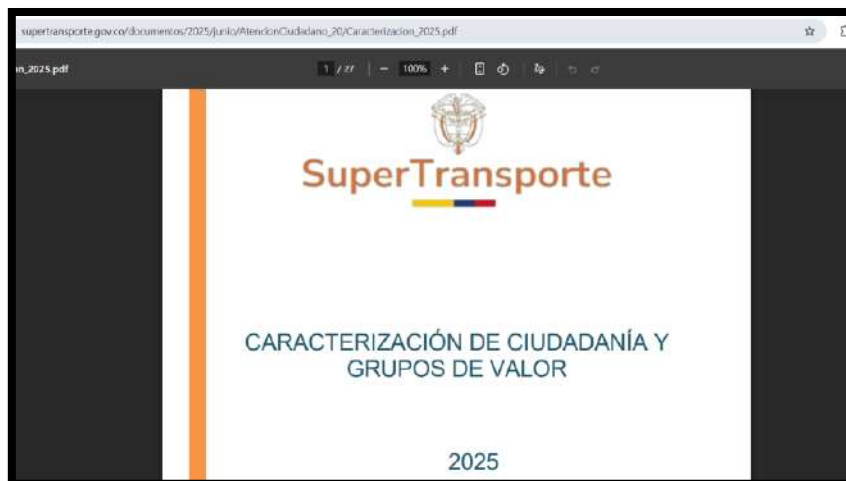 supertransporte.gov.co/documentos/2025/junio/AtencionCiudadano_20/Caracterizacion_2025.pdf
on_2025.pdf
1 / 27
100%
SuperTransporte
CARACTERIZACIÓN DE CIUDADANÍA Y
GRUPOS DE VALOR
2025